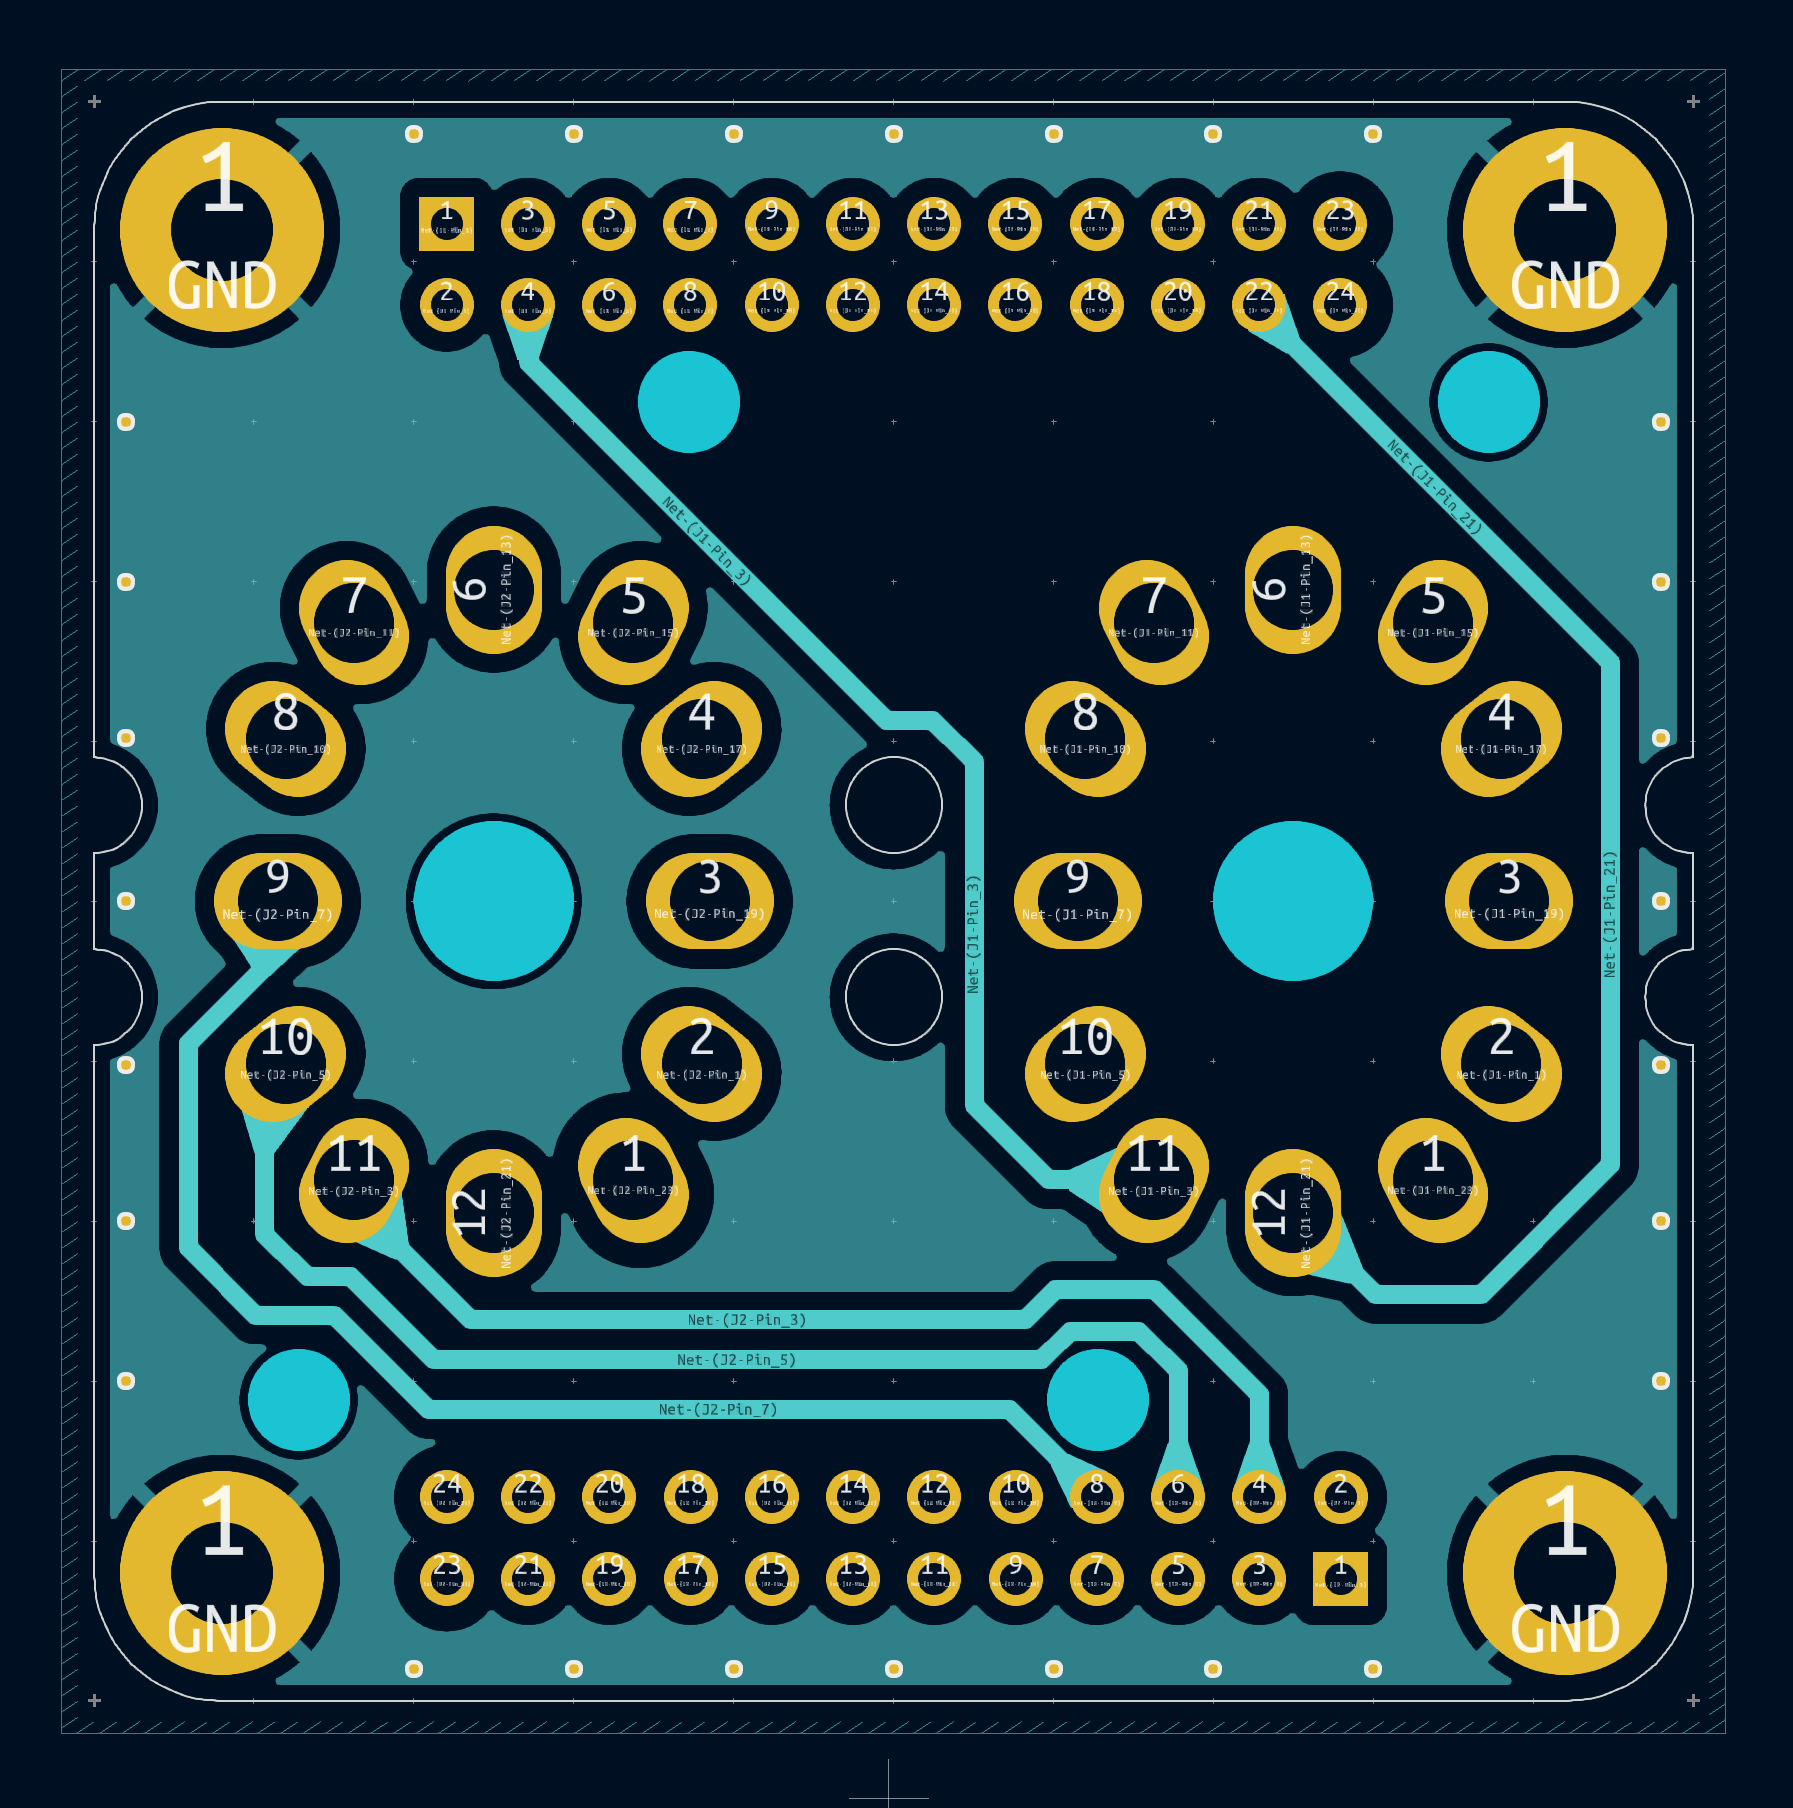 1
GND
1
GND
1 3 5 7 9 11 13 15 17 19 21 23
2 4 6 8 10 12 14 16 18 20 22 24
Net-(J1-Pin_3)
Net-(J1-Pin_21)
7
Net-(J2-Pin_11)
6
Net-(J2-Pin_13)
5
Net-(J2-Pin_15)
8
4
Net-(J2-Pin_17)
9
Net-(J2-Pin_7)
3
Net-(J2-Pin_19)
10
Net-(J2-Pin_5)
2
Net-(J2-Pin_1)
11
Net-(J2-Pin_3)
12
Net-(J2-Pin_21)
1
Net-(J2-Pin_23)
7
Net-(J1-Pin_11)
6
Net-(J1-Pin_13)
5
Net-(J1-Pin_15)
8
4
Net-(J1-Pin_17)
9
Net-(J1-Pin_7)
3
Net-(J1-Pin_19)
Net-(J1-Pin_3)
Net-(J1-Pin_21)
10
Net-(J1-Pin_5)
2
Net-(J1-Pin_1)
11
Net-(J1-Pin_3)
12
Net-(J1-Pin_21)
1
Net-(J1-Pin_23)
Net-(J2-Pin_3)
Net-(J2-Pin_5)
Net-(J2-Pin_7)
24 22 20 18 16 14 12 10 8 6 4 2
23 21 19 17 15 13 11 9 7 5 3 1
1
GND
1
GND